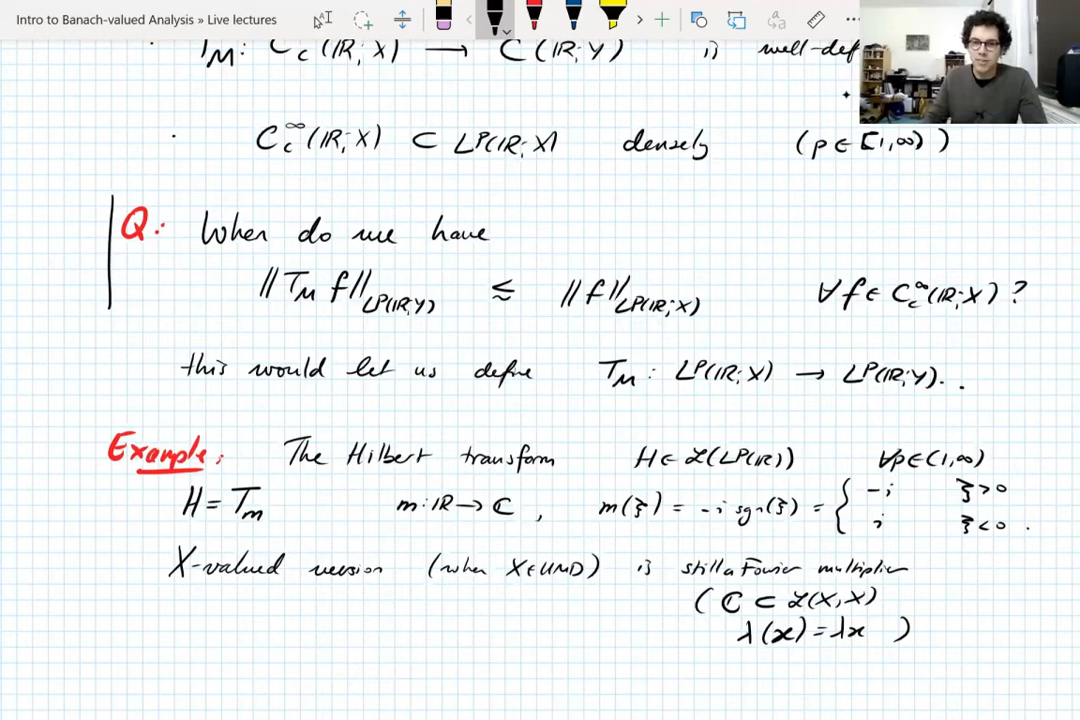 Intro to Banach-valued Analysis » Live lectures
· T_M : C_c(ℝ; X) → C(ℝ; Y) is well-def
· C_c^∞(ℝ; X) ⊂ L^p(ℝ; X) densely (p ∈ [1,∞))
Q: When do we have
‖T_M f‖_{L^p(ℝ;Y)} ≲ ‖f‖_{L^p(ℝ;X)} ∀f ∈ C_c^∞(ℝ; X) ?
this would let us define T_M : L^p(ℝ; X) → L^p(ℝ; Y).
Example: The Hilbert transform H ∈ ℒ(L^p(ℝ)) ∀p ∈ (1,∞)
H = T_m m: ℝ → ℂ , m(ξ) = -i sgn(ξ) = { -i ξ > 0
i ξ < 0 .
X-valued version (when X ∈ UMD) is still a Fourier multiplier
( ℂ ⊂ ℒ(X, X)
λ(x) = λx )